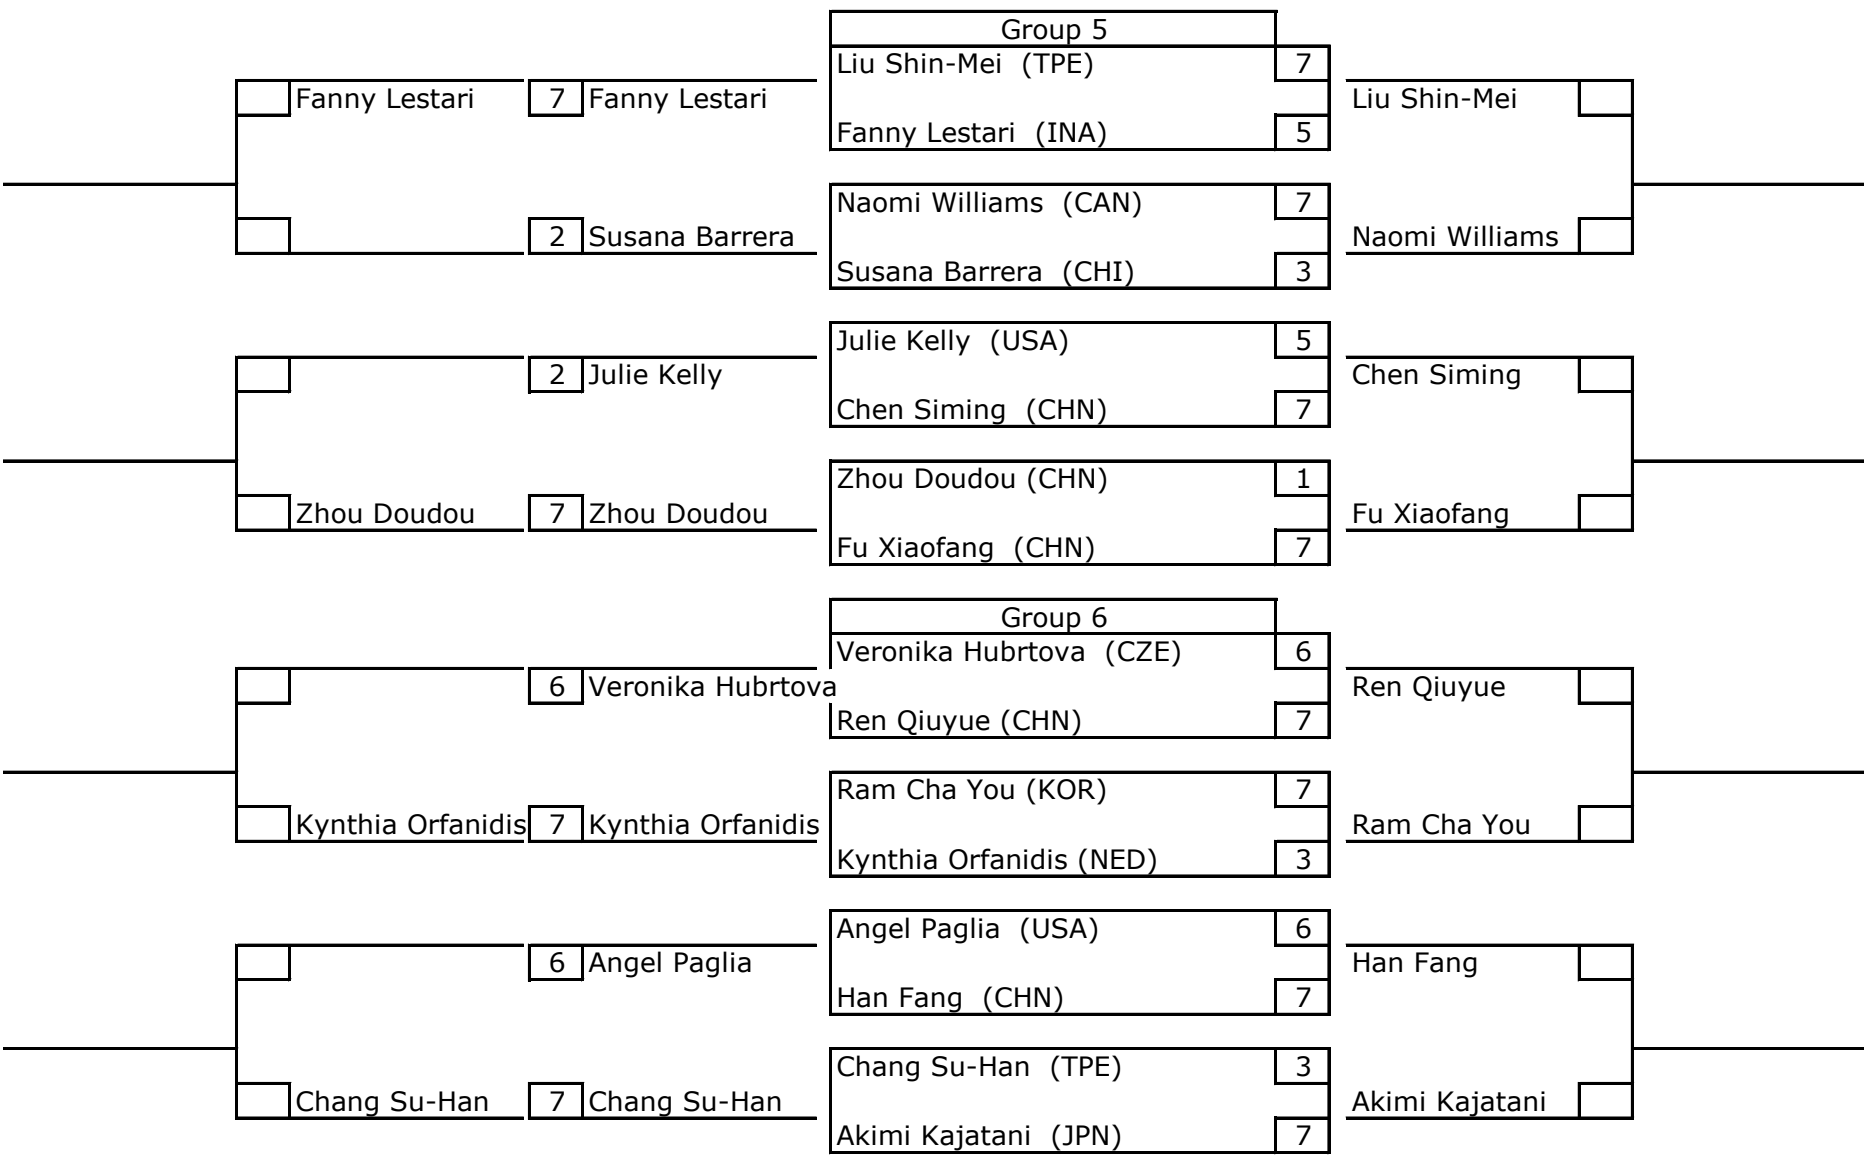 Group 5
Liu Shin-Mei (TPE) 7
Fanny Lestari 7 Fanny Lestari Liu Shin-Mei
Fanny Lestari (INA) 5
Naomi Williams (CAN) 7
2 Susana Barrera Naomi Williams
Susana Barrera (CHI) 3
Julie Kelly (USA) 5
2 Julie Kelly Chen Siming
Chen Siming (CHN) 7
Zhou Doudou (CHN) 1
Zhou Doudou 7 Zhou Doudou Fu Xiaofang
Fu Xiaofang (CHN) 7
Group 6
Veronika Hubrtova (CZE) 6
6 Veronika Hubrtova Ren Qiuyue
Ren Qiuyue (CHN) 7
Ram Cha You (KOR) 7
Kynthia Orfanidis 7 Kynthia Orfanidis Ram Cha You
Kynthia Orfanidis (NED) 3
Angel Paglia (USA) 6
6 Angel Paglia Han Fang
Han Fang (CHN) 7
Chang Su-Han (TPE) 3
Chang Su-Han 7 Chang Su-Han Akimi Kajatani
Akimi Kajatani (JPN) 7